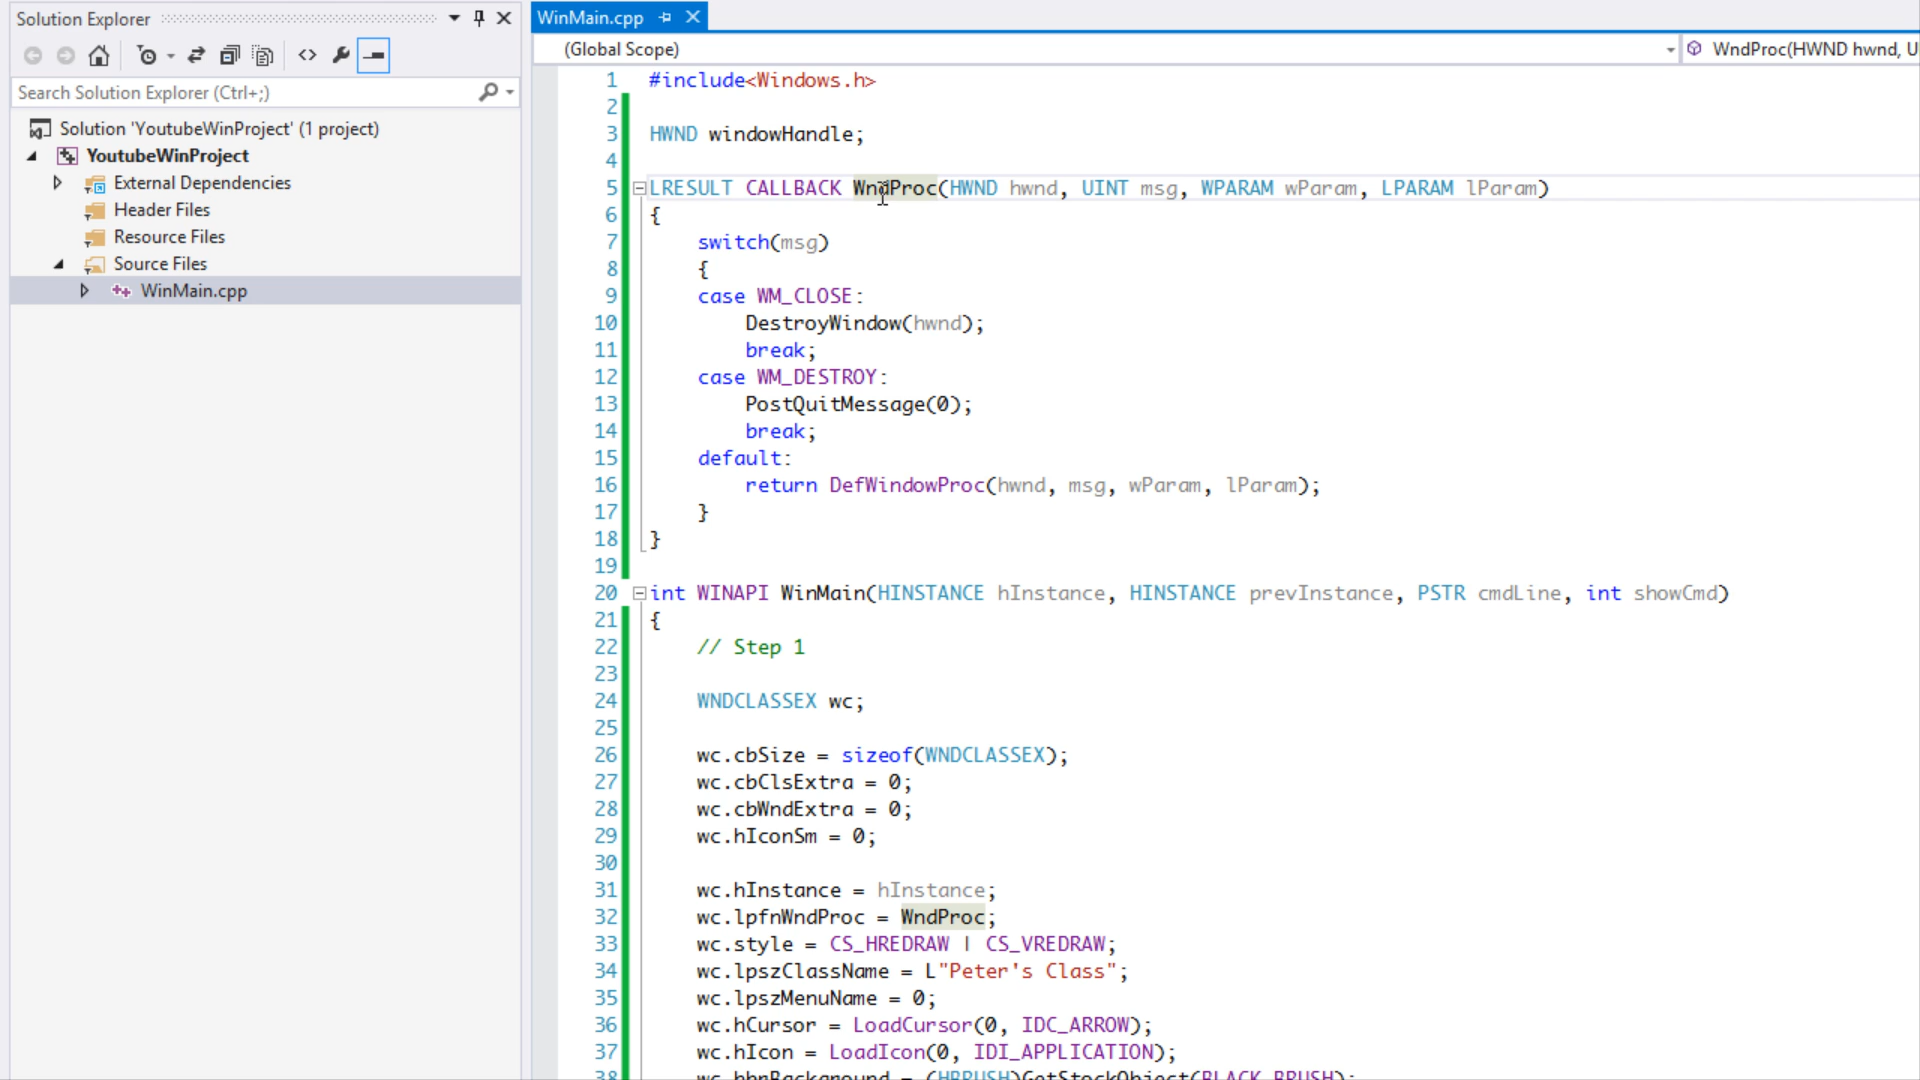 Solution Explorer
Search Solution Explorer (Ctrl+;)
Solution 'YoutubeWinProject' (1 project)
YoutubeWinProject
External Dependencies
Header Files
Resource Files
Source Files
WinMain.cpp
WinMain.cpp
(Global Scope)
WndProc(HWND hwnd, U
1 #include<Windows.h>
2
3 HWND windowHandle;
4
5 LRESULT CALLBACK WndProc(HWND hwnd, UINT msg, WPARAM wParam, LPARAM lParam)
6 {
7 switch(msg)
8 {
9 case WM_CLOSE:
10 DestroyWindow(hwnd);
11 break;
12 case WM_DESTROY:
13 PostQuitMessage(0);
14 break;
15 default:
16 return DefWindowProc(hwnd, msg, wParam, lParam);
17 }
18 }
19
20 int WINAPI WinMain(HINSTANCE hInstance, HINSTANCE prevInstance, PSTR cmdLine, int showCmd)
21 {
22 // Step 1
23
24 WNDCLASSEX wc;
25
26 wc.cbSize = sizeof(WNDCLASSEX);
27 wc.cbClsExtra = 0;
28 wc.cbWndExtra = 0;
29 wc.hIconSm = 0;
30
31 wc.hInstance = hInstance;
32 wc.lpfnWndProc = WndProc;
33 wc.style = CS_HREDRAW | CS_VREDRAW;
34 wc.lpszClassName = L"Peter's Class";
35 wc.lpszMenuName = 0;
36 wc.hCursor = LoadCursor(0, IDC_ARROW);
37 wc.hIcon = LoadIcon(0, IDI_APPLICATION);
38 wc.hbrBackground = (HBRUSH)GetStockObject(BLACK_BRUSH);